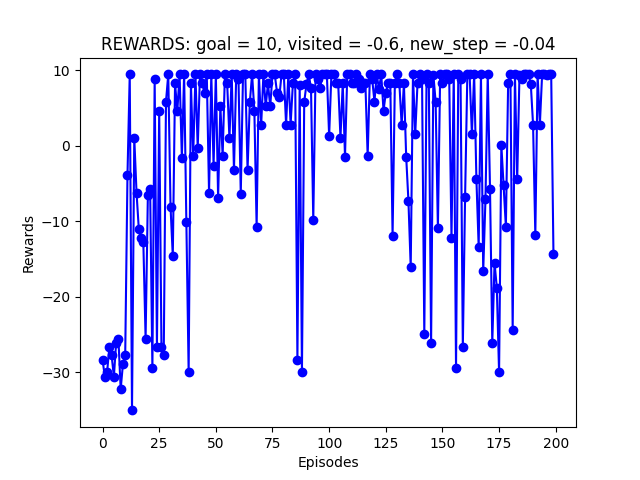 REWARDS: goal = 10, visited = -0.6, new_step = -0.04
Rewards
10
0
−10
−20
−30
0 25 50 75 100 125 150 175 200
Episodes